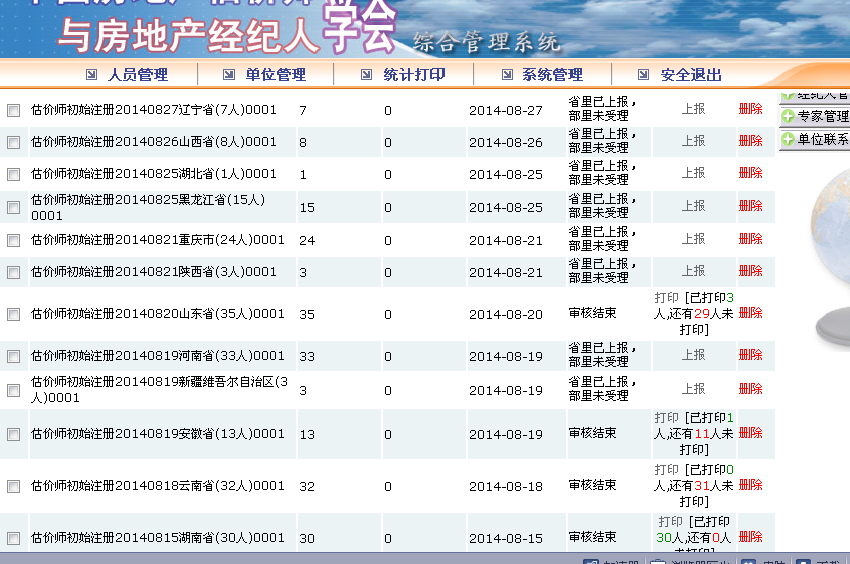 与房地产经纪人学会 综合管理系统
人员管理 单位管理 统计打印 系统管理 安全退出
估价师初始注册20140827辽宁省(7人)0001 7 0 2014-08-27 省里已上报，
部里未受理 上报 删除
估价师初始注册20140826山西省(8人)0001 8 0 2014-08-26 省里已上报，
部里未受理 上报 删除
估价师初始注册20140825湖北省(1人)0001 1 0 2014-08-25 省里已上报，
部里未受理 上报 删除
估价师初始注册20140825黑龙江省(15人)
0001 15 0 2014-08-25 省里已上报，
部里未受理 上报 删除
估价师初始注册20140821重庆市(24人)0001 24 0 2014-08-21 省里已上报，
部里未受理 上报 删除
估价师初始注册20140821陕西省(3人)0001 3 0 2014-08-21 省里已上报，
部里未受理 上报 删除
估价师初始注册20140820山东省(35人)0001 35 0 2014-08-20 审核结束 打印 [已打印3
人,还有29人未
打印] 删除
估价师初始注册20140819河南省(33人)0001 33 0 2014-08-19 省里已上报，
部里未受理 上报 删除
估价师初始注册20140819新疆维吾尔自治区(3
人)0001 3 0 2014-08-19 省里已上报，
部里未受理 上报 删除
估价师初始注册20140819安徽省(13人)0001 13 0 2014-08-19 审核结束 打印 [已打印1
人,还有11人未
打印] 删除
估价师初始注册20140818云南省(32人)0001 32 0 2014-08-18 审核结束 打印 [已打印0
人,还有31人未
打印] 删除
估价师初始注册20140815湖南省(30人)0001 30 0 2014-08-15 审核结束 打印 [已打印
30人,还有0人未
打印] 删除
经纪人管
专家管理
单位联系